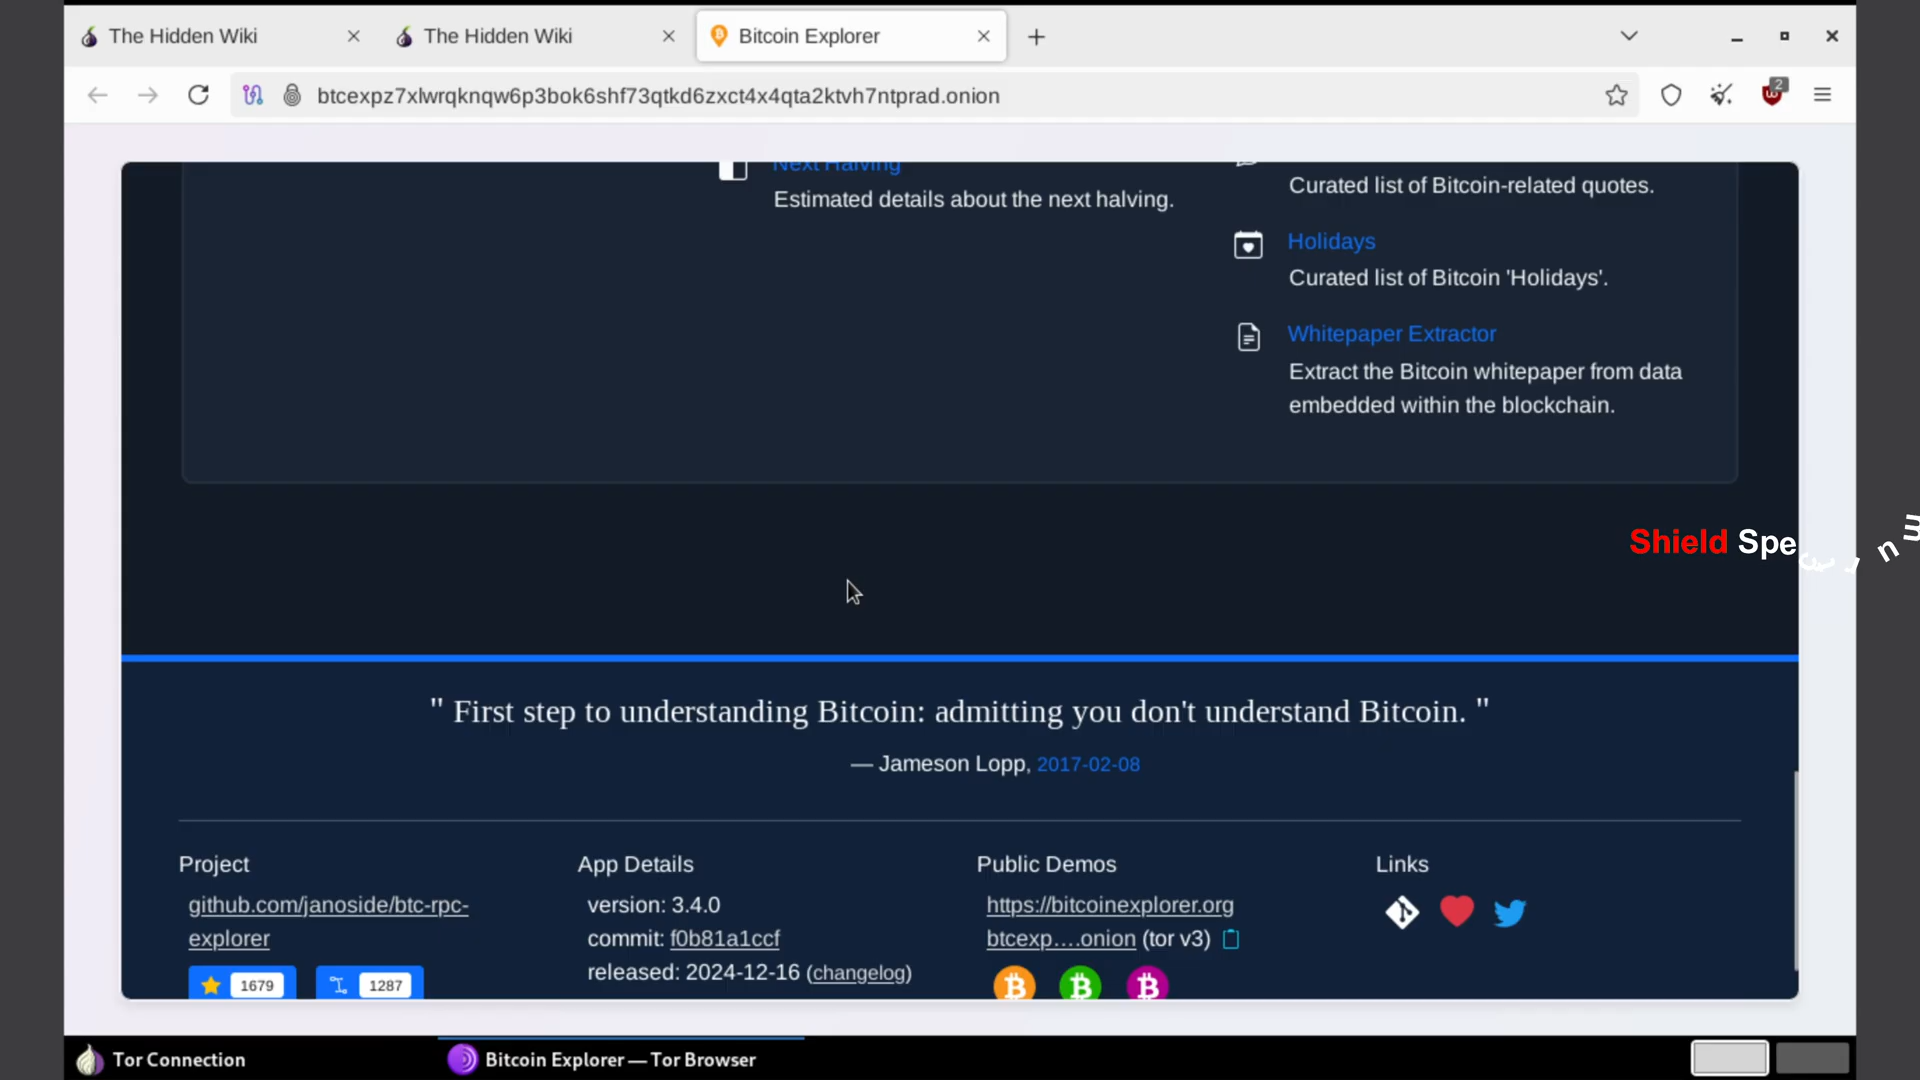 The Hidden Wiki
The Hidden Wiki
Bitcoin Explorer
btcexpz7xlwrqknqw6p3bok6shf73qtkd6zxct4x4qta2ktvh7ntprad.onion
2
Next Halving
Estimated details about the next halving.
Curated list of Bitcoin-related quotes.
Holidays
Curated list of Bitcoin 'Holidays'.
Whitepaper Extractor
Extract the Bitcoin whitepaper from data
embedded within the blockchain.
Shield Spe
" First step to understanding Bitcoin: admitting you don't understand Bitcoin. "
— Jameson Lopp, 2017-02-08
Project
github.com/janoside/btc-rpc-
explorer
1679
1287
App Details
version: 3.4.0
commit: f0b81a1ccf
released: 2024-12-16 (changelog)
Public Demos
https://bitcoinexplorer.org
btcexp….onion (tor v3)
Links
Tor Connection
Bitcoin Explorer — Tor Browser